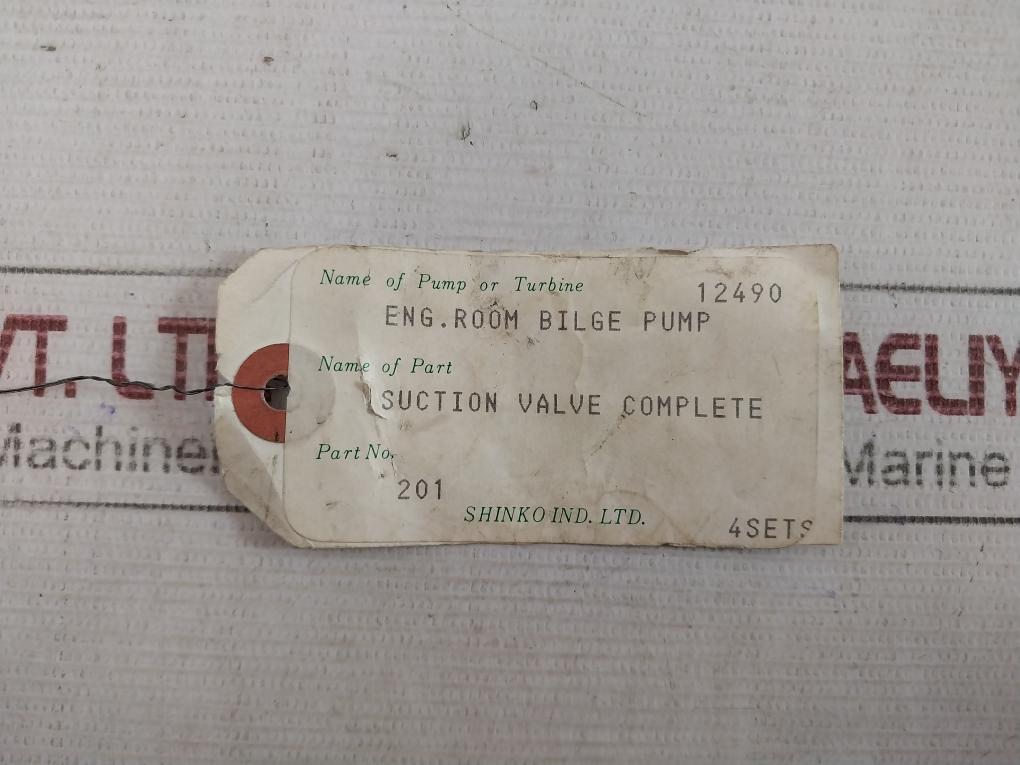 Name of Pump or Turbine
12490
ENG.ROOM BILGE PUMP
Name of Part
SUCTION VALVE COMPLETE
Part No.
201
SHINKO IND. LTD.
4SETS
Marine